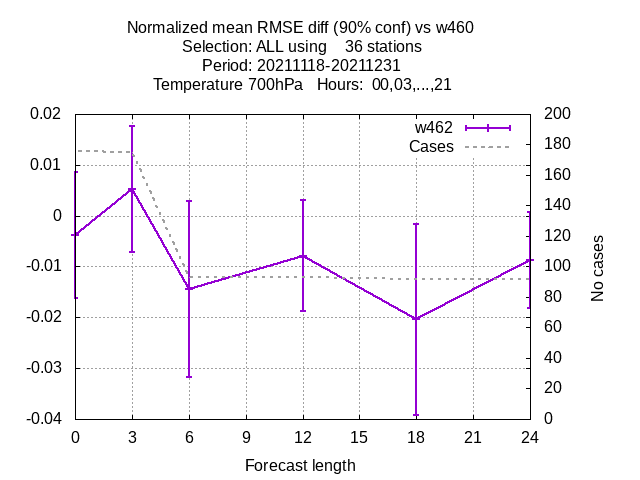 Normalized mean RMSE diff (90% conf) vs w460
Selection: ALL using    36 stations
Period: 20211118-20211231
Temperature 700hPa   Hours:  00,03,...,21
w462
Cases
0.02
0.01
0
-0.01
-0.02
-0.03
-0.04
200
180
160
140
120
100
80
60
40
20
0
No cases
0 3 6 9 12 15 18 21 24
Forecast length